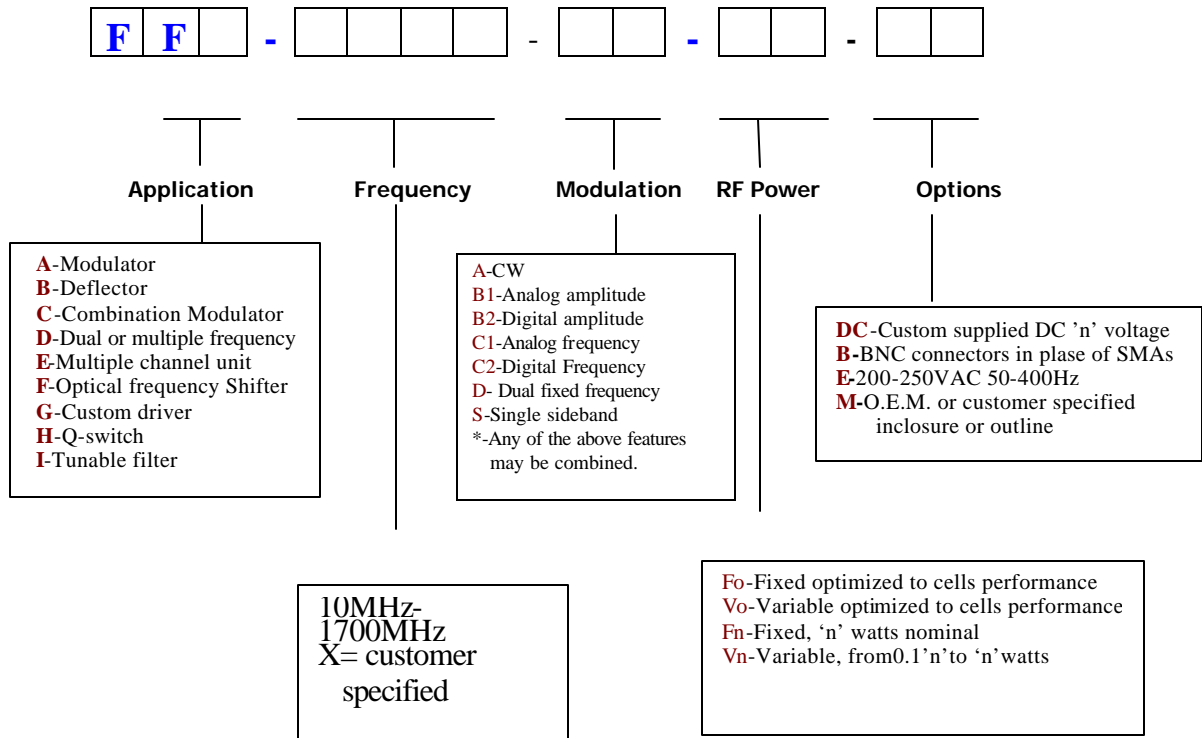 F F - - - -
Application Frequency Modulation RF Power Options
A-Modulator
B-Deflector
C-Combination Modulator
D-Dual or multiple frequency
E-Multiple channel unit
F-Optical frequency Shifter
G-Custom driver
H-Q-switch
I-Tunable filter
A-CW
B1-Analog amplitude
B2-Digital amplitude
C1-Analog frequency
C2-Digital Frequency
D- Dual fixed frequency
S-Single sideband
*-Any of the above features
may be combined.
DC-Custom supplied DC 'n' voltage
B-BNC connectors in plase of SMAs
E-200-250VAC 50-400Hz
M-O.E.M. or customer specified
inclosure or outline
10MHz-
1700MHz
X= customer
specified
Fo-Fixed optimized to cells performance
Vo-Variable optimized to cells performance
Fn-Fixed, ‘n’ watts nominal
Vn-Variable, from0.1’n’to ‘n’watts